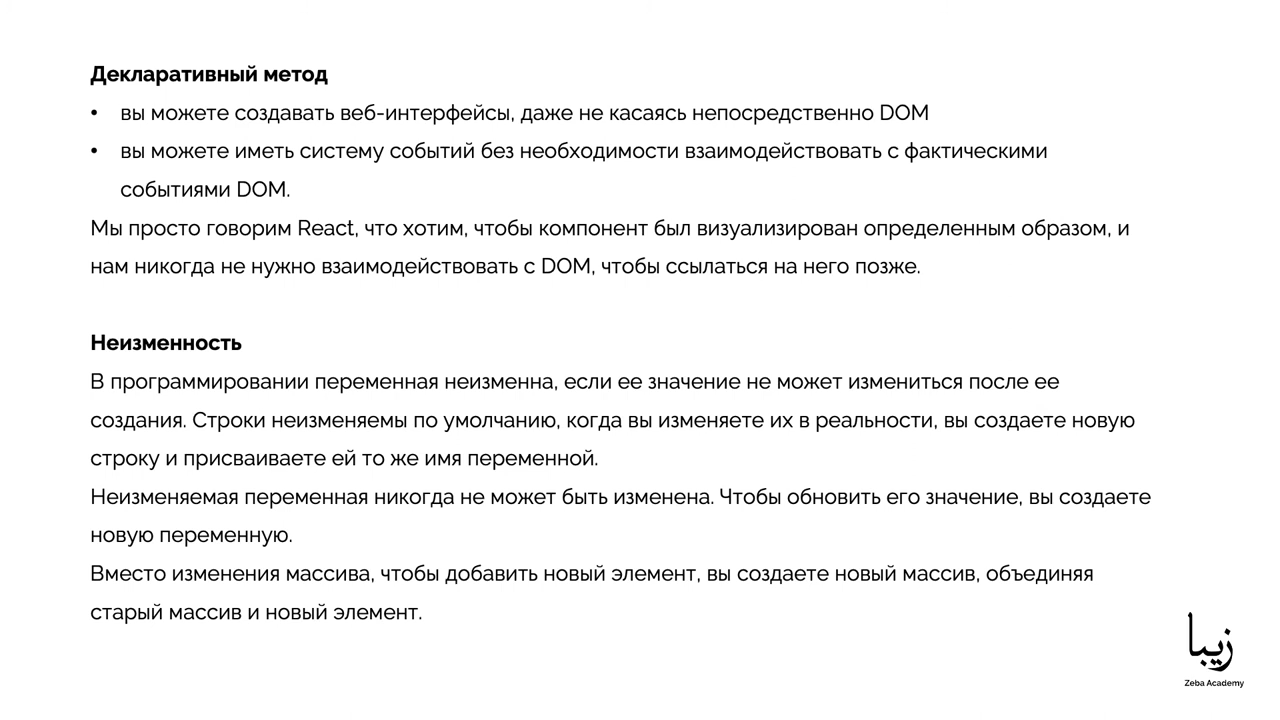 Декларативный метод
• вы можете создавать веб-интерфейсы, даже не касаясь непосредственно DOM
• вы можете иметь систему событий без необходимости взаимодействовать с фактическими
событиями DOM.
Мы просто говорим React, что хотим, чтобы компонент был визуализирован определенным образом, и
нам никогда не нужно взаимодействовать с DOM, чтобы ссылаться на него позже.
Неизменность
В программировании переменная неизменна, если ее значение не может измениться после ее
создания. Строки неизменяемы по умолчанию, когда вы изменяете их в реальности, вы создаете новую
строку и присваиваете ей то же имя переменной.
Неизменяемая переменная никогда не может быть изменена. Чтобы обновить его значение, вы создаете
новую переменную.
Вместо изменения массива, чтобы добавить новый элемент, вы создаете новый массив, объединяя
старый массив и новый элемент.
زیبا
Zeba Academy